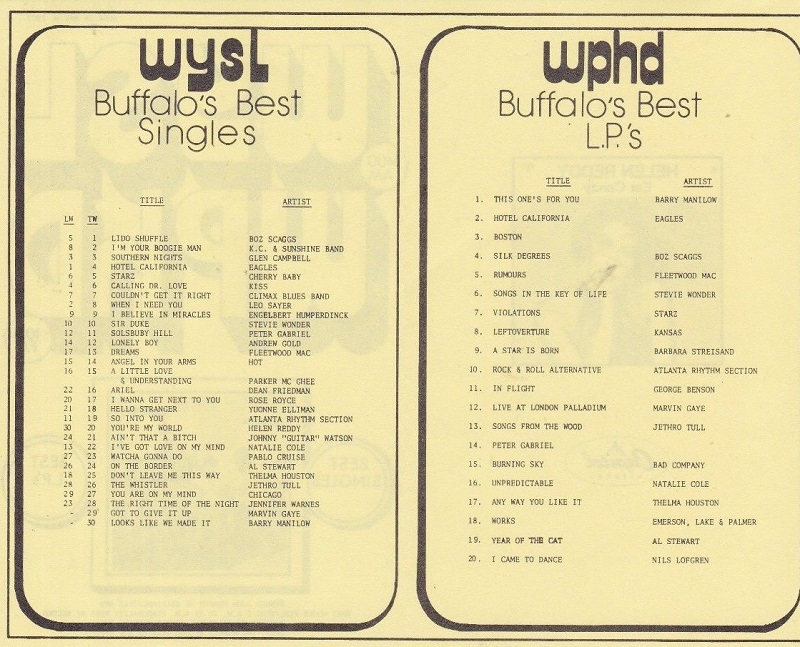 wysl
Buffalo's Best
Singles
TITLE ARTIST
LW TW
5 1 LIDO SHUFFLE BOZ SCAGGS
8 2 I'M YOUR BOOGIE MAN K.C. & SUNSHINE BAND
3 3 SOUTHERN NIGHTS GLEN CAMPBELL
1 4 HOTEL CALIFORNIA EAGLES
6 5 STARZ CHERRY BABY
4 6 CALLING DR. LOVE KISS
7 7 COULDN'T GET IT RIGHT CLIMAX BLUES BAND
2 8 WHEN I NEED YOU LEO SAYER
9 9 I BELIEVE IN MIRACLES ENGELBERT HUMPERDINCK
10 10 SIR DUKE STEVIE WONDER
12 11 SOLSBUBY HILL PETER GABRIEL
14 12 LONELY BOY ANDREW GOLD
17 13 DREAMS FLEETWOOD MAC
15 14 ANGEL IN YOUR ARMS HOT
16 15 A LITTLE LOVE
& UNDERSTANDING PARKER MC GHEE
22 16 ARIEL DEAN FRIEDMAN
20 17 I WANNA GET NEXT TO YOU ROSE ROYCE
21 18 HELLO STRANGER YUONNE ELLIMAN
11 19 SO INTO YOU ATLANTA RHYTHM SECTION
30 20 YOU'RE MY WORLD HELEN REDDY
24 21 AIN'T THAT A BITCH JOHNNY "GUITAR" WATSON
13 22 I'VE GOT LOVE ON MY MIND NATALIE COLE
27 23 WATCHA GONNA DO PABLO CRUISE
26 24 ON THE BORDER AL STEWART
18 25 DON'T LEAVE ME THIS WAY THELMA HOUSTON
28 26 THE WHISTLER JETHRO TULL
29 27 YOU ARE ON MY MIND CHICAGO
23 28 THE RIGHT TIME OF THE NIGHT JENNIFER WARNES
- 29 GOT TO GIVE IT UP MARVIN GAYE
- 30 LOOKS LIKE WE MADE IT BARRY MANILOW
wphd
Buffalo's Best
L.P.'s
TITLE ARTIST
1. THIS ONE'S FOR YOU BARRY MANILOW
2. HOTEL CALIFORNIA EAGLES
3. BOSTON
4. SILK DEGREES BOZ SCAGGS
5. RUMOURS FLEETWOOD MAC
6. SONGS IN THE KEY OF LIFE STEVIE WONDER
7. VIOLATIONS STARZ
8. LEFTOVERTURE KANSAS
9. A STAR IS BORN BARBARA STREISAND
10. ROCK & ROLL ALTERNATIVE ATLANTA RHYTHM SECTION
11. IN FLIGHT GEORGE BENSON
12. LIVE AT LONDON PALLADIUM MARVIN GAYE
13. SONGS FROM THE WOOD JETHRO TULL
14. PETER GABRIEL
15. BURNING SKY BAD COMPANY
16. UNPREDICTABLE NATALIE COLE
17. ANY WAY YOU LIKE IT THELMA HOUSTON
18. WORKS EMERSON, LAKE & PALMER
19. YEAR OF THE CAT AL STEWART
20. I CAME TO DANCE NILS LOFGREN